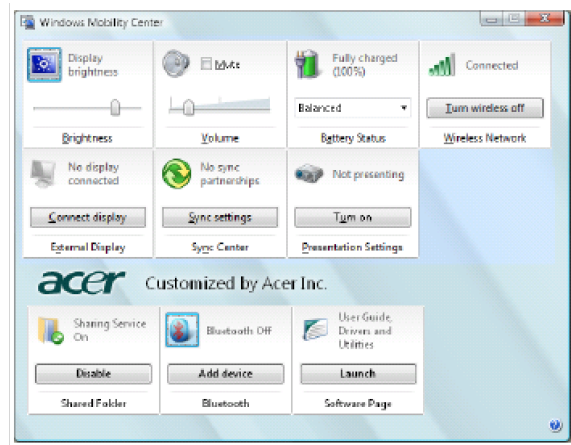 Windows Mobility Center
Display
brightness
Mute
Fully charged
(100%)
Connected
Balanced
Turn wireless off
Brightness
Volume
Battery Status
Wireless Network
No display
connected
No sync
partnerships
Not presenting
Connect display
Sync settings
Turn on
External Display
Sync Center
Presentation Settings
acer Customized by Acer Inc.
Sharing Service
On
Bluetooth Off
User Guide,
Drivers and
Utilities
Disable
Add device
Launch
Shared Folder
Bluetooth
Software Page